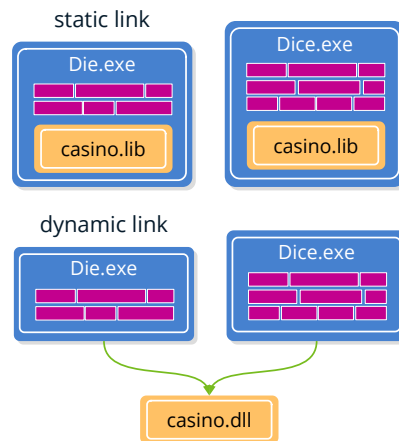 static link
Die.exe
casino.lib
Dice.exe
casino.lib
dynamic link
Die.exe
Dice.exe
casino.dll